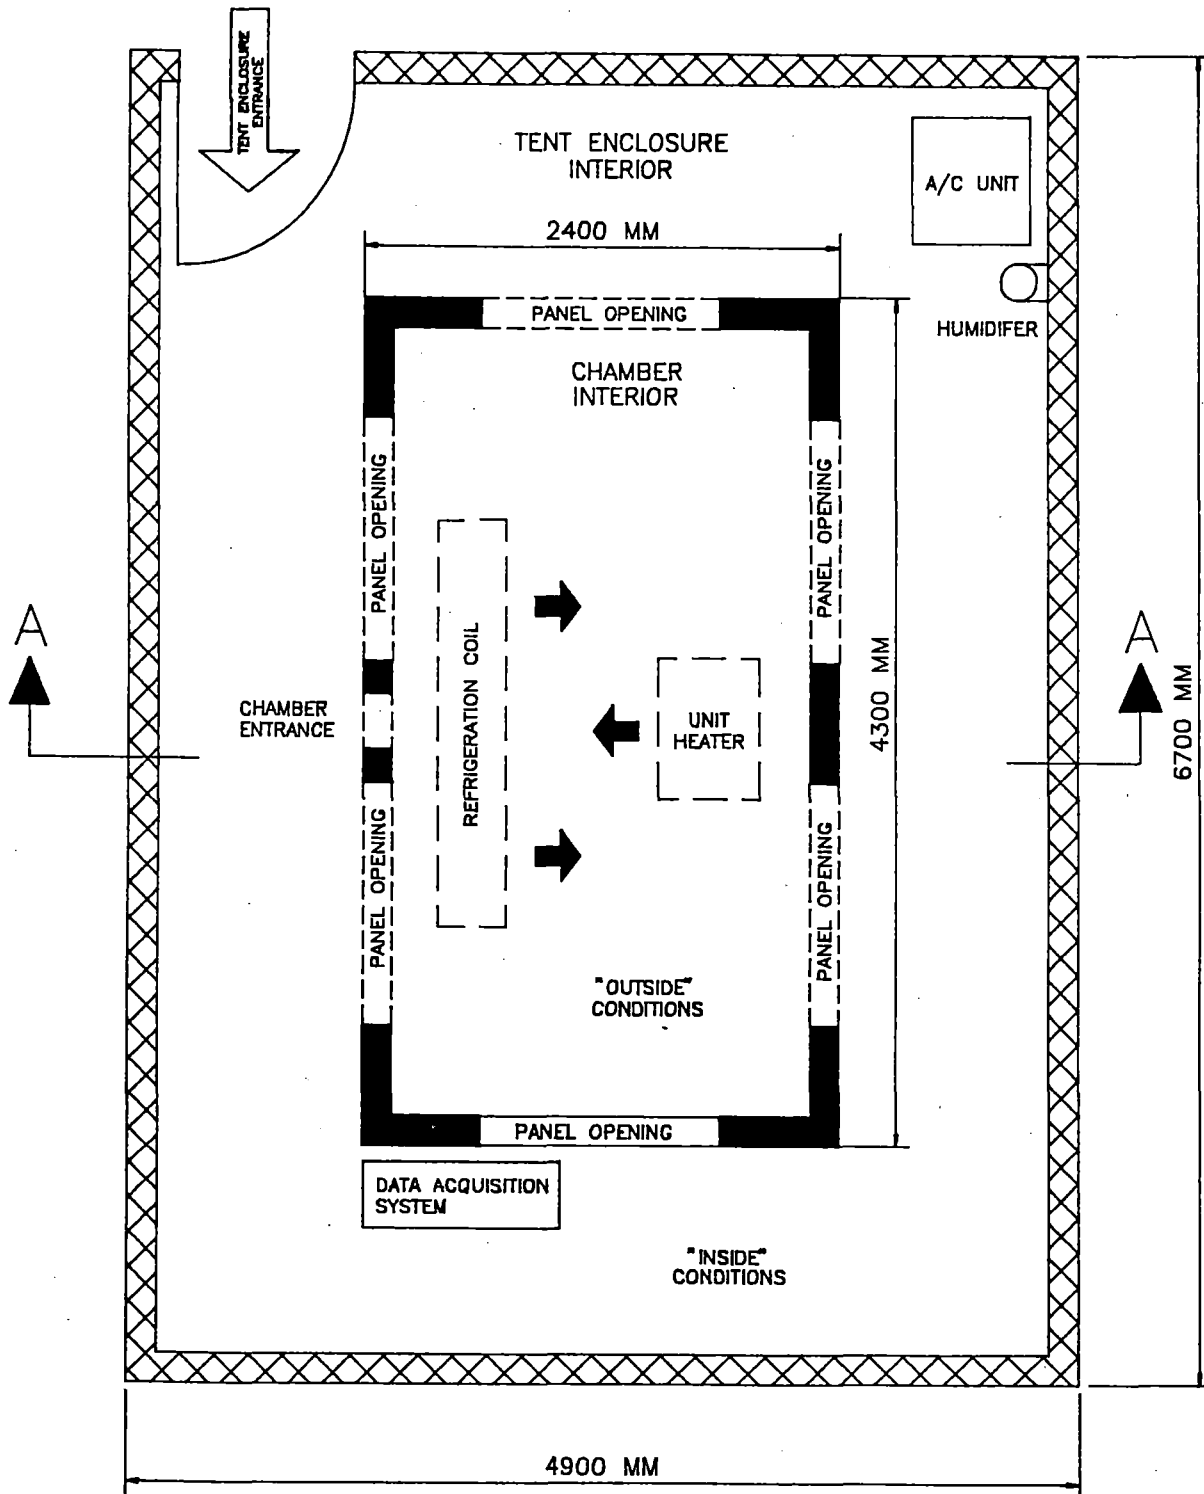 TENT ENCLOSURE
ENTRANCE
TENT ENCLOSURE
INTERIOR
A/C UNIT
2400 MM
HUMIDIFER
PANEL OPENING
CHAMBER
INTERIOR
PANEL OPENING
PANEL OPENING
REFRIGERATION COIL
A
A
CHAMBER
ENTRANCE
UNIT
HEATER
4300 MM
6700 MM
PANEL OPENING
PANEL OPENING
"OUTSIDE"
CONDITIONS
PANEL OPENING
DATA ACQUISITION
SYSTEM
"INSIDE"
CONDITIONS
4900 MM